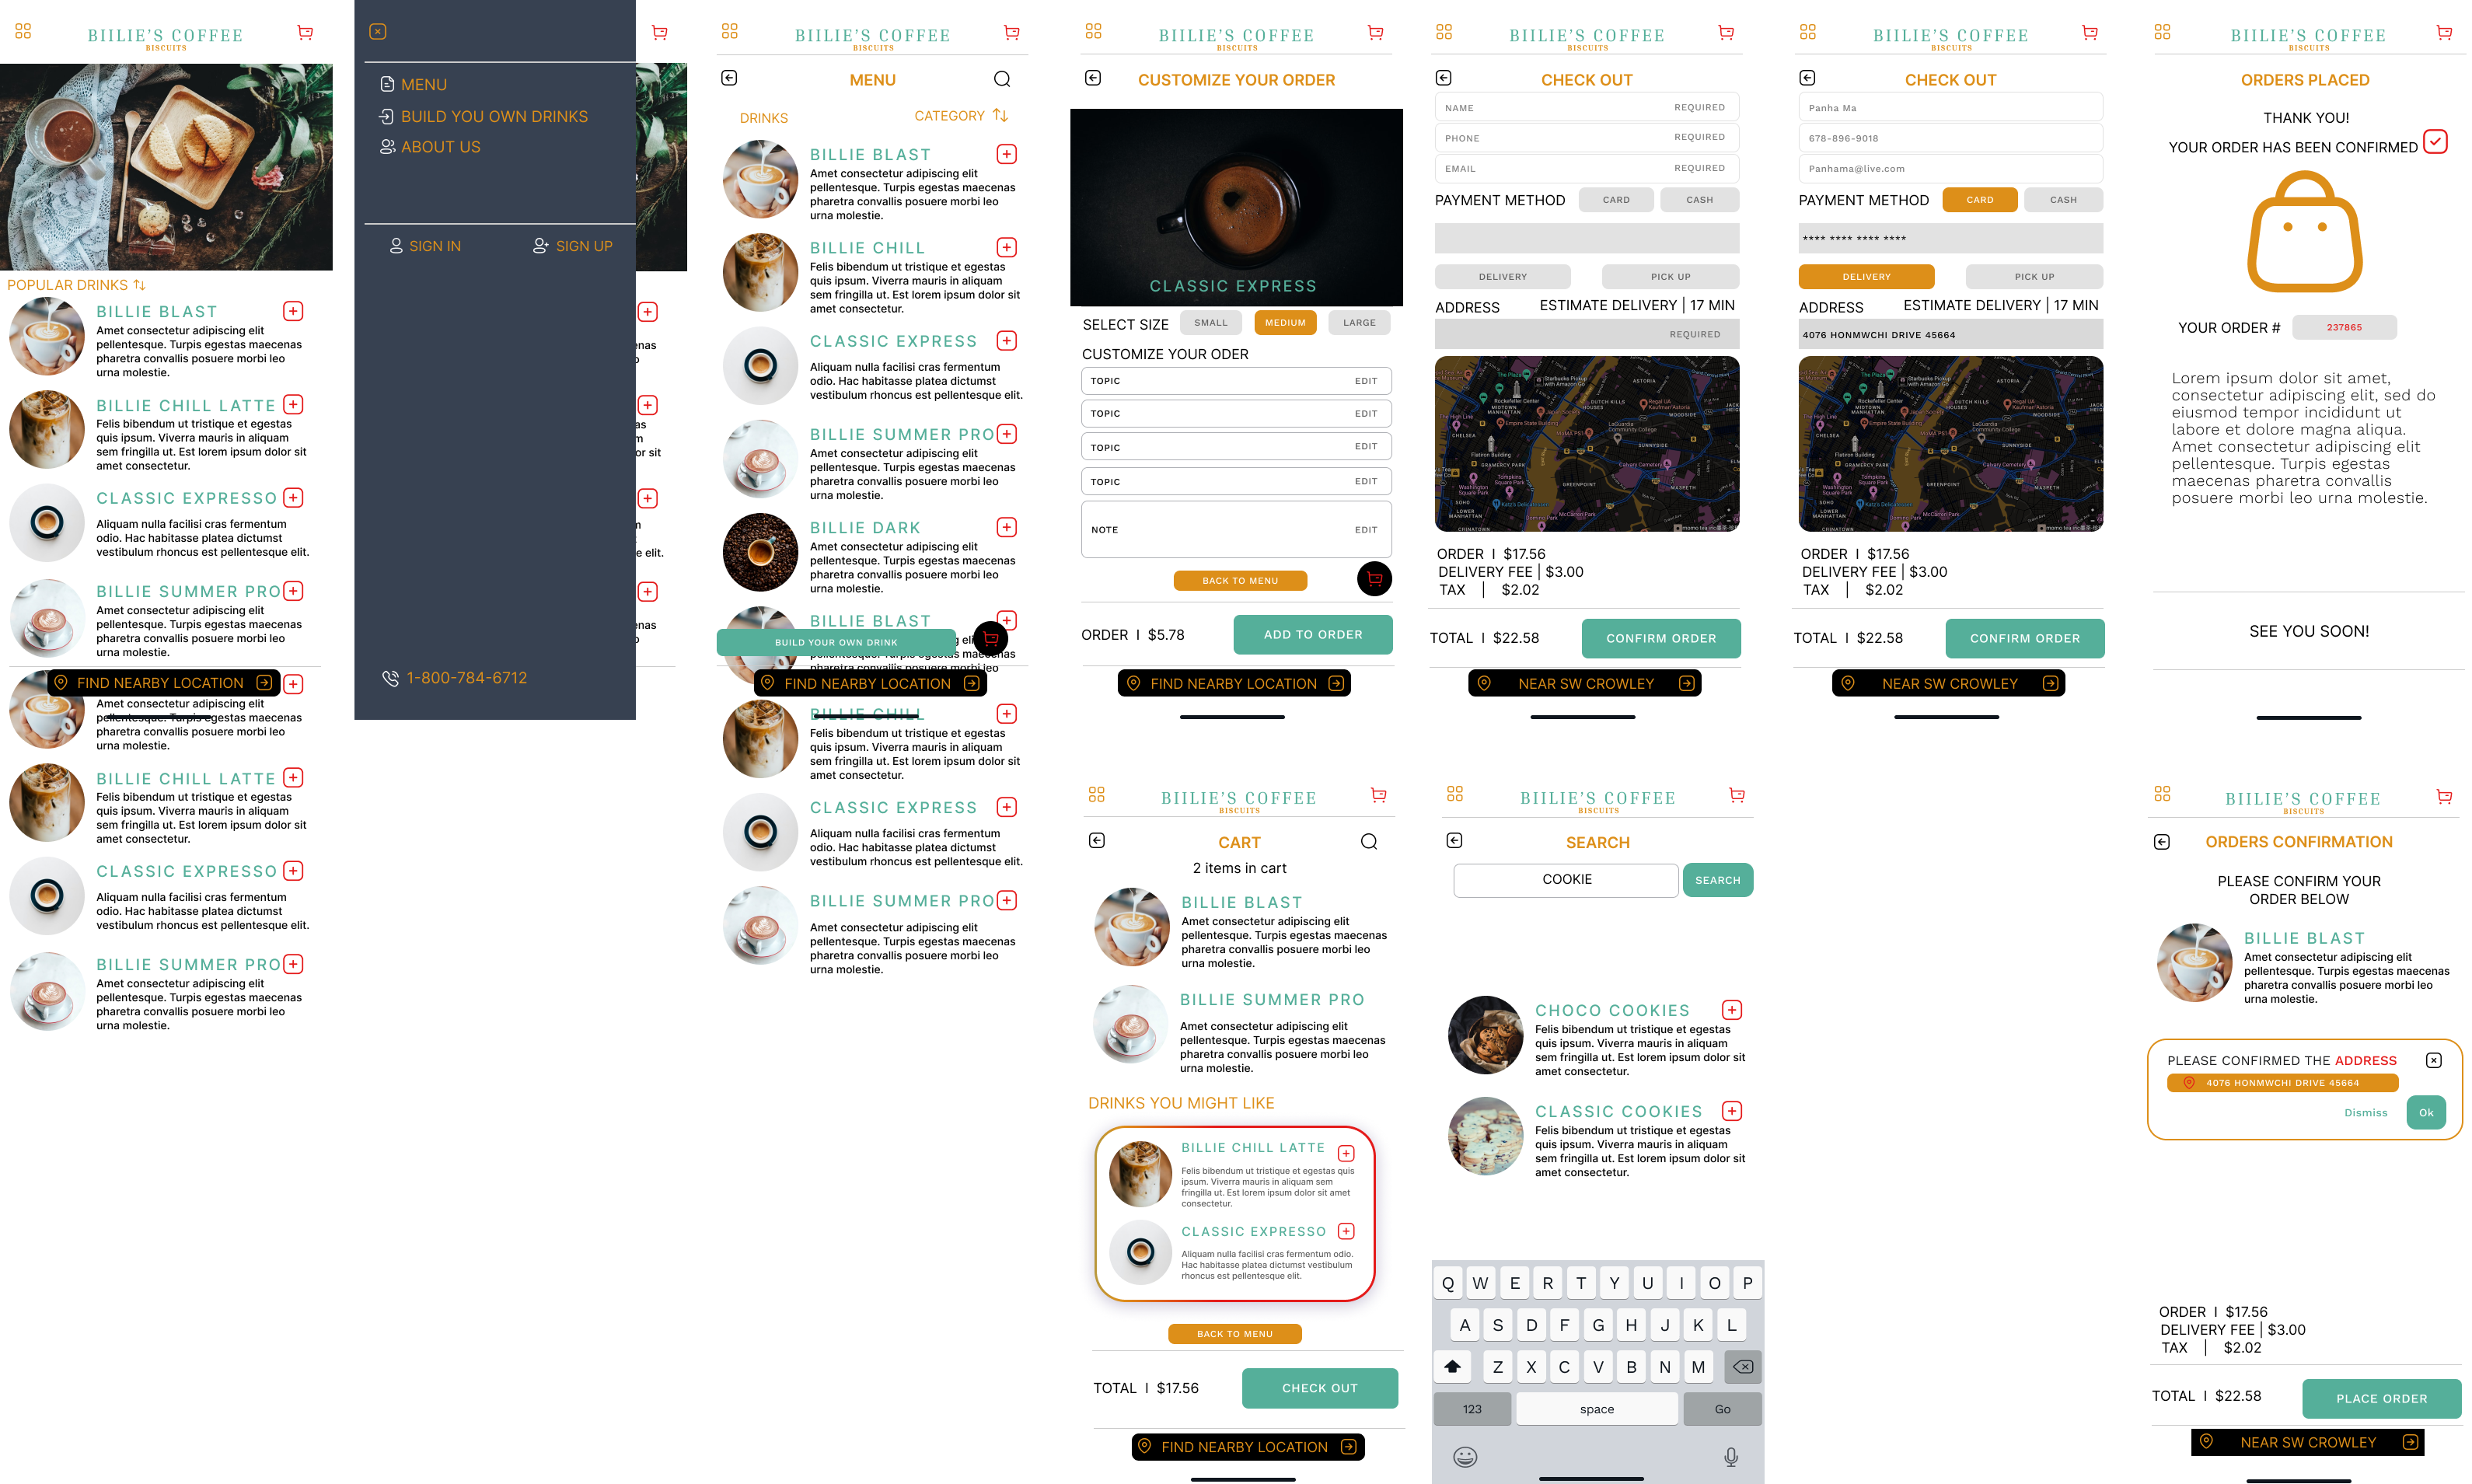 BIILIE'S COFFEE
BISCUITS
POPULAR DRINKS
BILLIE BLAST
Amet consectetur adipiscing elit
pellentesque. Turpis egestas maecenas
pharetra convallis posuere morbi leo
urna molestie.
BILLIE CHILL LATTE
Felis bibendum ut tristique et egestas
quis ipsum. Viverra mauris in aliquam
sem fringilla ut. Est lorem ipsum dolor sit
amet consectetur.
CLASSIC EXPRESSO
Aliquam nulla facilisi cras fermentum
odio. Hac habitasse platea dictumst
vestibulum rhoncus est pellentesque elit.
BILLIE SUMMER PRO
Amet consectetur adipiscing elit
pellentesque. Turpis egestas maecenas
pharetra convallis posuere morbi leo
urna molestie.
FIND NEARBY LOCATION
Amet consectetur adipiscing elit
pellentesque. Turpis egestas maecenas
pharetra convallis posuere morbi leo
urna molestie.
BILLIE CHILL LATTE
Felis bibendum ut tristique et egestas
quis ipsum. Viverra mauris in aliquam
sem fringilla ut. Est lorem ipsum dolor sit
amet consectetur.
CLASSIC EXPRESSO
Aliquam nulla facilisi cras fermentum
odio. Hac habitasse platea dictumst
vestibulum rhoncus est pellentesque elit.
BILLIE SUMMER PRO
Amet consectetur adipiscing elit
pellentesque. Turpis egestas maecenas
pharetra convallis posuere morbi leo
urna molestie.
MENU
BUILD YOU OWN DRINKS
ABOUT US
SIGN IN SIGN UP
1-800-784-6712
BIILIE'S COFFEE
BISCUITS
MENU
DRINKS CATEGORY
BILLIE BLAST
Amet consectetur adipiscing elit
pellentesque. Turpis egestas maecenas
pharetra convallis posuere morbi leo
urna molestie.
BILLIE CHILL
Felis bibendum ut tristique et egestas
quis ipsum. Viverra mauris in aliquam
sem fringilla ut. Est lorem ipsum dolor sit
amet consectetur.
CLASSIC EXPRESS
Aliquam nulla facilisi cras fermentum
odio. Hac habitasse platea dictumst
vestibulum rhoncus est pellentesque elit.
BILLIE SUMMER PRO
Amet consectetur adipiscing elit
pellentesque. Turpis egestas maecenas
pharetra convallis posuere morbi leo
urna molestie.
BILLIE DARK
Amet consectetur adipiscing elit
pellentesque. Turpis egestas maecenas
pharetra convallis posuere morbi leo
urna molestie.
BILLIE BLAST
BUILD YOUR OWN DRINK
pharetra convallis posuere morbi leo
FIND NEARBY LOCATION
BILLIE CHILL
Felis bibendum ut tristique et egestas
quis ipsum. Viverra mauris in aliquam
sem fringilla ut. Est lorem ipsum dolor sit
amet consectetur.
CLASSIC EXPRESS
Aliquam nulla facilisi cras fermentum
odio. Hac habitasse platea dictumst
vestibulum rhoncus est pellentesque elit.
BILLIE SUMMER PRO
Amet consectetur adipiscing elit
pellentesque. Turpis egestas maecenas
pharetra convallis posuere morbi leo
urna molestie.
BIILIE'S COFFEE
BISCUITS
CUSTOMIZE YOUR ORDER
CLASSIC EXPRESS
SELECT SIZE SMALL MEDIUM LARGE
CUSTOMIZE YOUR ODER
TOPIC EDIT
TOPIC EDIT
TOPIC EDIT
TOPIC EDIT
NOTE EDIT
BACK TO MENU
ORDER I $5.78 ADD TO ORDER
FIND NEARBY LOCATION
BIILIE'S COFFEE
BISCUITS
CHECK OUT
NAME REQUIRED
PHONE REQUIRED
EMAIL REQUIRED
PAYMENT METHOD CARD CASH
DELIVERY PICK UP
ADDRESS ESTIMATE DELIVERY | 17 MIN
REQUIRED
ORDER I $17.56
DELIVERY FEE | $3.00
TAX | $2.02
TOTAL I $22.58 CONFIRM ORDER
NEAR SW CROWLEY
BIILIE'S COFFEE
BISCUITS
CHECK OUT
Panha Ma
678-896-9018
Panhama@live.com
PAYMENT METHOD CARD CASH
**** **** **** ****
DELIVERY PICK UP
ADDRESS ESTIMATE DELIVERY | 17 MIN
4076 HONMWCHI DRIVE 45664
ORDER I $17.56
DELIVERY FEE | $3.00
TAX | $2.02
TOTAL I $22.58 CONFIRM ORDER
NEAR SW CROWLEY
BIILIE'S COFFEE
BISCUITS
ORDERS PLACED
THANK YOU!
YOUR ORDER HAS BEEN CONFIRMED
YOUR ORDER # 237865
Lorem ipsum dolor sit amet,
consectetur adipiscing elit, sed do
eiusmod tempor incididunt ut
labore et dolore magna aliqua.
Amet consectetur adipiscing elit
pellentesque. Turpis egestas
maecenas pharetra convallis
posuere morbi leo urna molestie.
SEE YOU SOON!
BIILIE'S COFFEE
BISCUITS
CART
2 items in cart
BILLIE BLAST
Amet consectetur adipiscing elit
pellentesque. Turpis egestas maecenas
pharetra convallis posuere morbi leo
urna molestie.
BILLIE SUMMER PRO
Amet consectetur adipiscing elit
pellentesque. Turpis egestas maecenas
pharetra convallis posuere morbi leo
urna molestie.
DRINKS YOU MIGHT LIKE
BILLIE CHILL LATTE
Felis bibendum ut tristique et egestas quis
ipsum. Viverra mauris in aliquam sem
fringilla ut. Est lorem ipsum dolor sit amet
consectetur.
CLASSIC EXPRESSO
Aliquam nulla facilisi cras fermentum odio.
Hac habitasse platea dictumst vestibulum
rhoncus est pellentesque elit.
BACK TO MENU
TOTAL I $17.56 CHECK OUT
FIND NEARBY LOCATION
BIILIE'S COFFEE
BISCUITS
SEARCH
COOKIE SEARCH
CHOCO COOKIES
Felis bibendum ut tristique et egestas
quis ipsum. Viverra mauris in aliquam
sem fringilla ut. Est lorem ipsum dolor sit
amet consectetur.
CLASSIC COOKIES
Felis bibendum ut tristique et egestas
quis ipsum. Viverra mauris in aliquam
sem fringilla ut. Est lorem ipsum dolor sit
amet consectetur.
Q W E R T Y U I O P
A S D F G H J K L
Z X C V B N M
123 space Go
BIILIE'S COFFEE
BISCUITS
ORDERS CONFIRMATION
PLEASE CONFIRM YOUR
ORDER BELOW
BILLIE BLAST
Amet consectetur adipiscing elit
pellentesque. Turpis egestas maecenas
pharetra convallis posuere morbi leo
urna molestie.
PLEASE CONFIRMED THE ADDRESS
4076 HONMWCHI DRIVE 45664
Dismiss Ok
ORDER I $17.56
DELIVERY FEE | $3.00
TAX | $2.02
TOTAL I $22.58 PLACE ORDER
NEAR SW CROWLEY